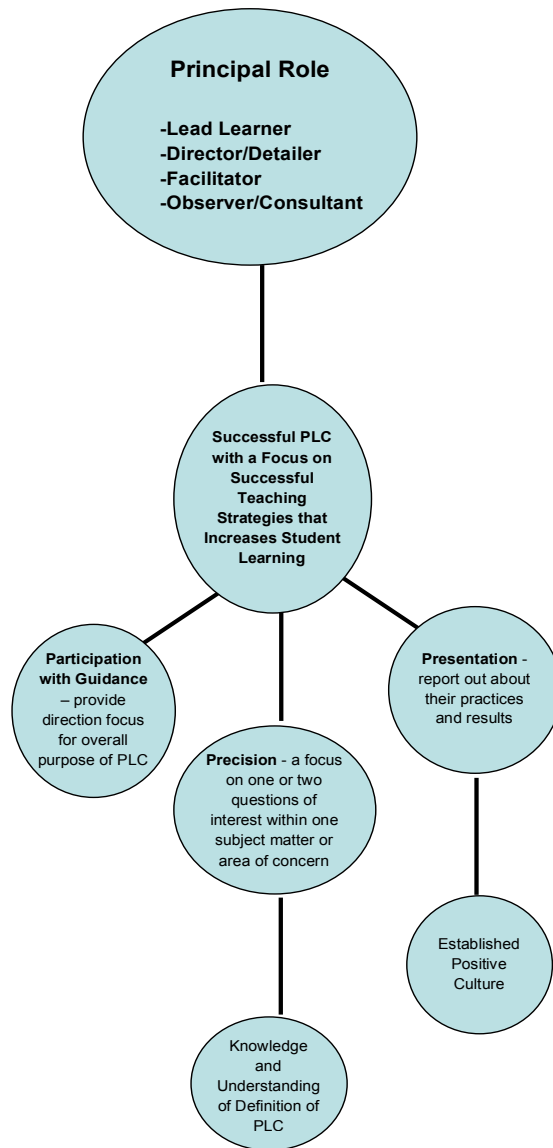 Principal Role
-Lead Learner
-Director/Detailer
-Facilitator
-Observer/Consultant
Successful PLC
with a Focus on
Successful
Teaching
Strategies that
Increases Student
Learning
Participation
with Guidance
– provide
direction focus
for overall
purpose of PLC
Precision - a focus
on one or two
questions of
interest within one
subject matter or
area of concern
Presentation -
report out about
their practices
and results
Knowledge
and
Understanding
of Definition of
PLC
Established
Positive
Culture